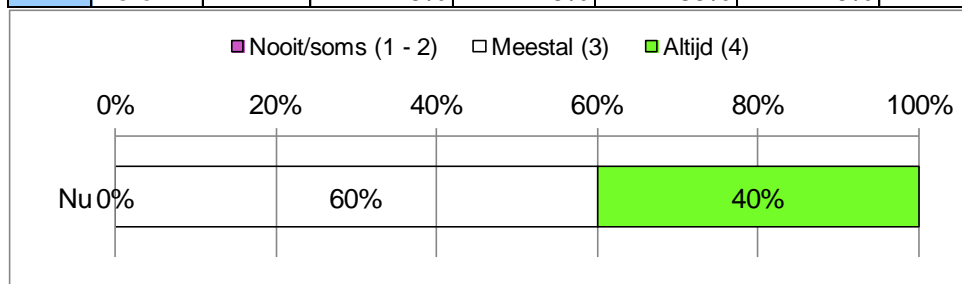 Nooit/soms (1 - 2) Meestal (3) Altijd (4)
0% 20% 40% 60% 80% 100%
Nu 0% 60% 40%